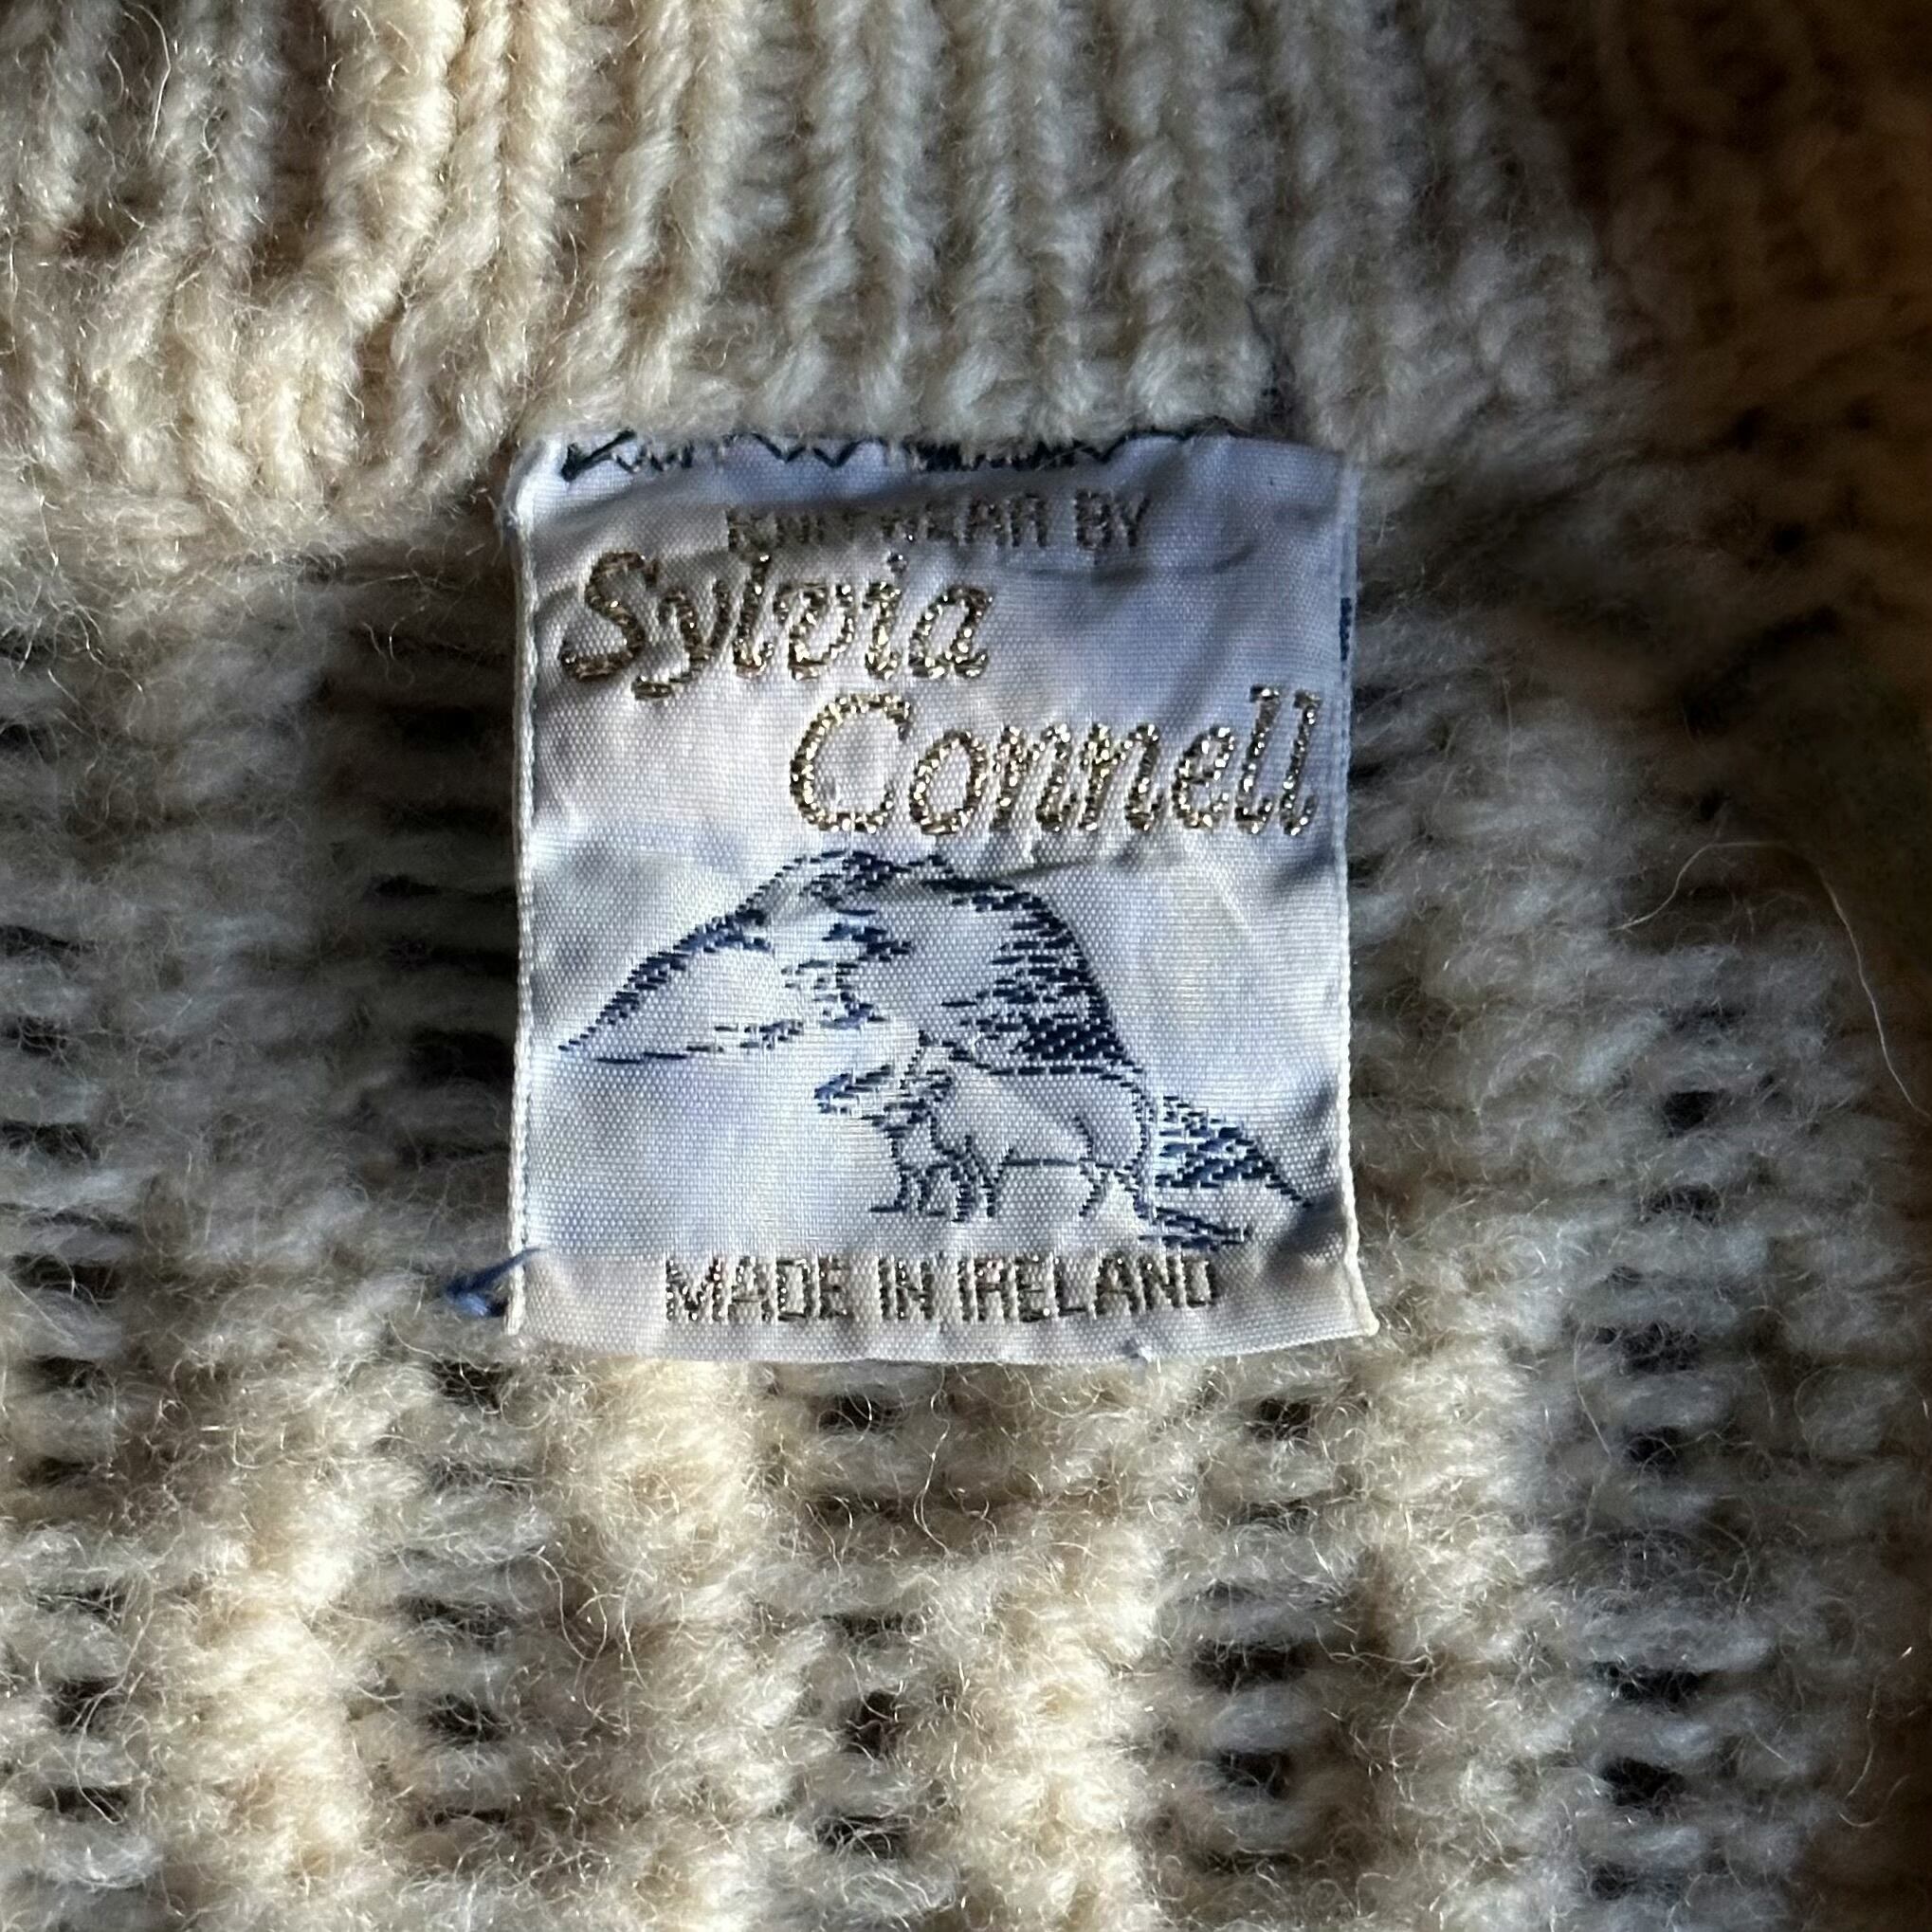 KNITWEAR BY
Sylvia
Connell
MADE IN IRELAND